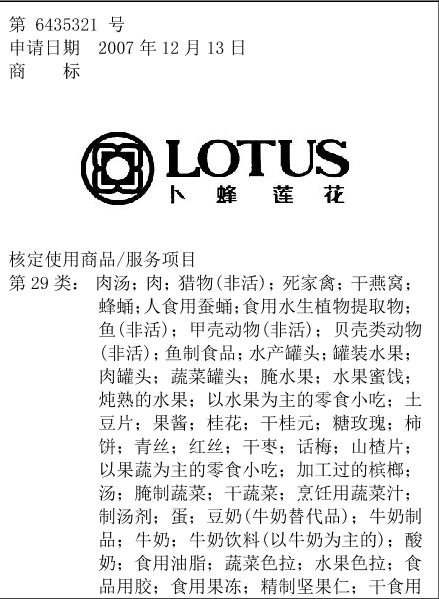 第 6435321 号
申请日期 2007 年 12 月 13 日
商 标
LOTUS
卜 蜂 莲 花
核定使用商品/服务项目
第 29 类： 肉汤；肉；猎物(非活)；死家禽；干燕窝；
蜂蛹；人食用蚕蛹；食用水生植物提取物；
鱼(非活)；甲壳动物(非活)；贝壳类动物
(非活)；鱼制食品；水产罐头；罐装水果；
肉罐头；蔬菜罐头；腌水果；水果蜜饯；
炖熟的水果；以水果为主的零食小吃；土
豆片；果酱；桂花；干桂元；糖玫瑰；柿
饼；青丝；红丝；干枣；话梅；山楂片；
以果蔬为主的零食小吃；加工过的槟榔；
汤；腌制蔬菜；干蔬菜；烹饪用蔬菜汁；
制汤剂；蛋；豆奶(牛奶替代品)；牛奶制
品；牛奶；牛奶饮料(以牛奶为主的)；酸
奶；食用油脂；蔬菜色拉；水果色拉；食
品用胶；食用果冻；精制坚果仁；干食用